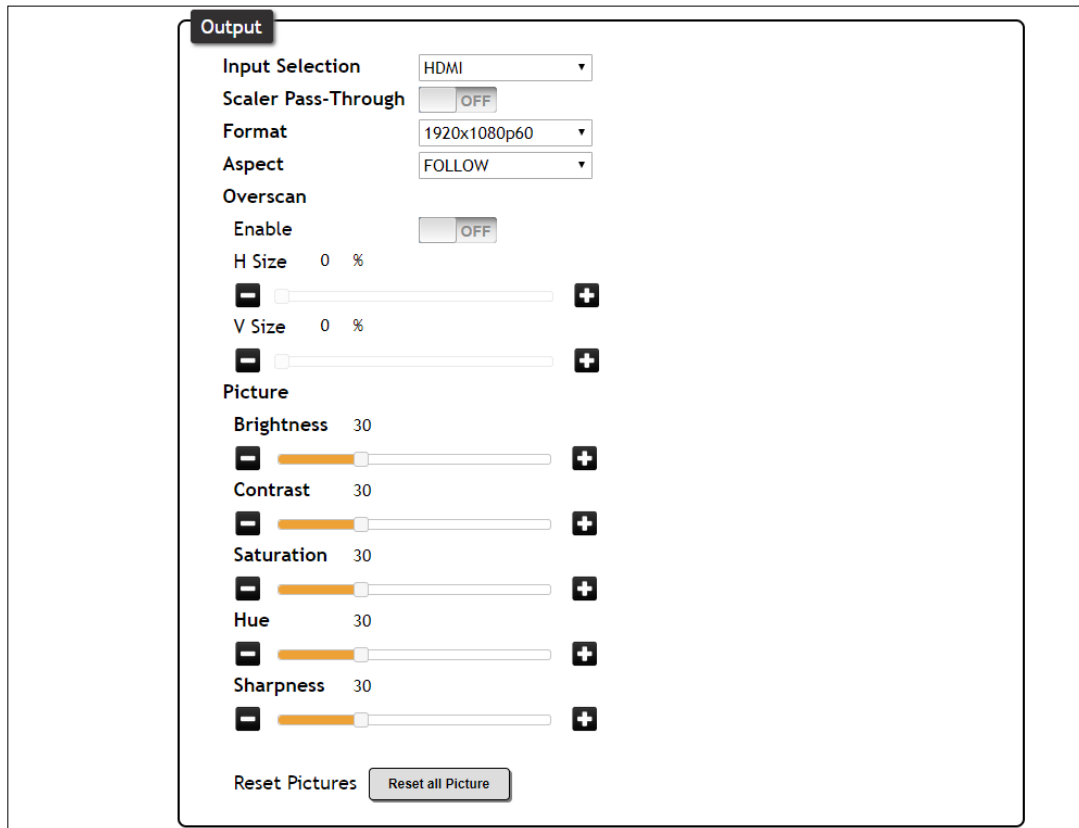 Output
Input Selection HDMI
Scaler Pass-Through OFF
Format 1920x1080p60
Aspect FOLLOW
Overscan
Enable OFF
H Size 0 %
V Size 0 %
Picture
Brightness 30
Contrast 30
Saturation 30
Hue 30
Sharpness 30
Reset Pictures Reset all Picture